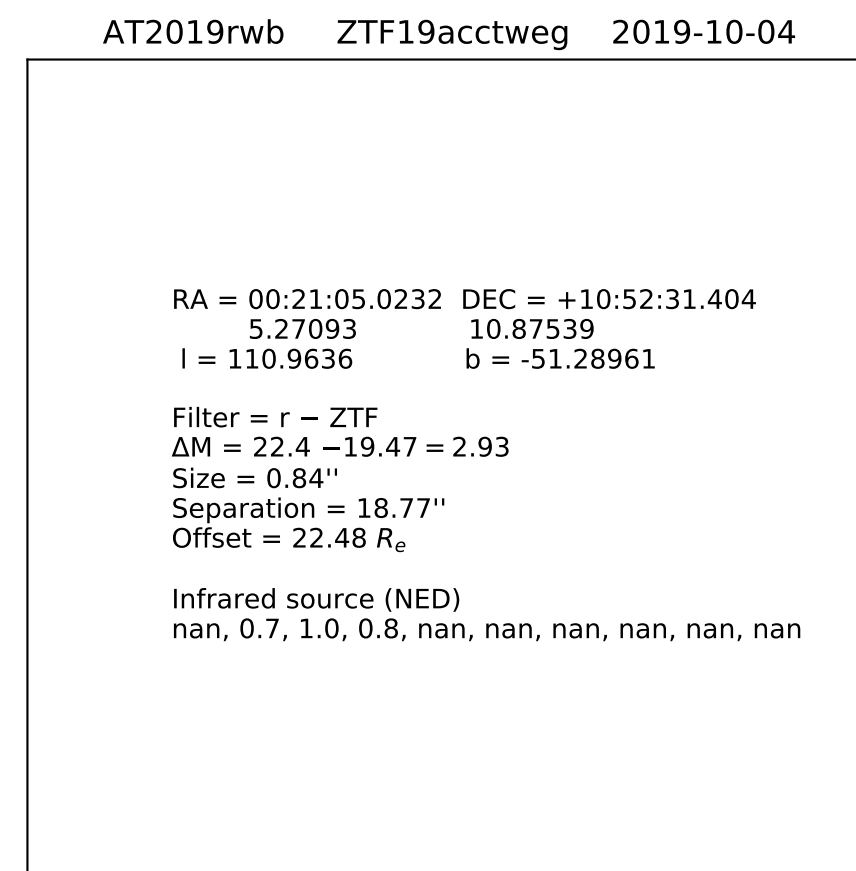 AT2019rwb ZTF19acctweg 2019-10-04
RA = 00:21:05.0232 DEC = +10:52:31.404
5.27093 10.87539
l = 110.9636 b = -51.28961
Filter = r − ZTF
ΔM = 22.4 −19.47 = 2.93
Size = 0.84''
Separation = 18.77''
Offset = 22.48 Re
Infrared source (NED)
nan, 0.7, 1.0, 0.8, nan, nan, nan, nan, nan, nan